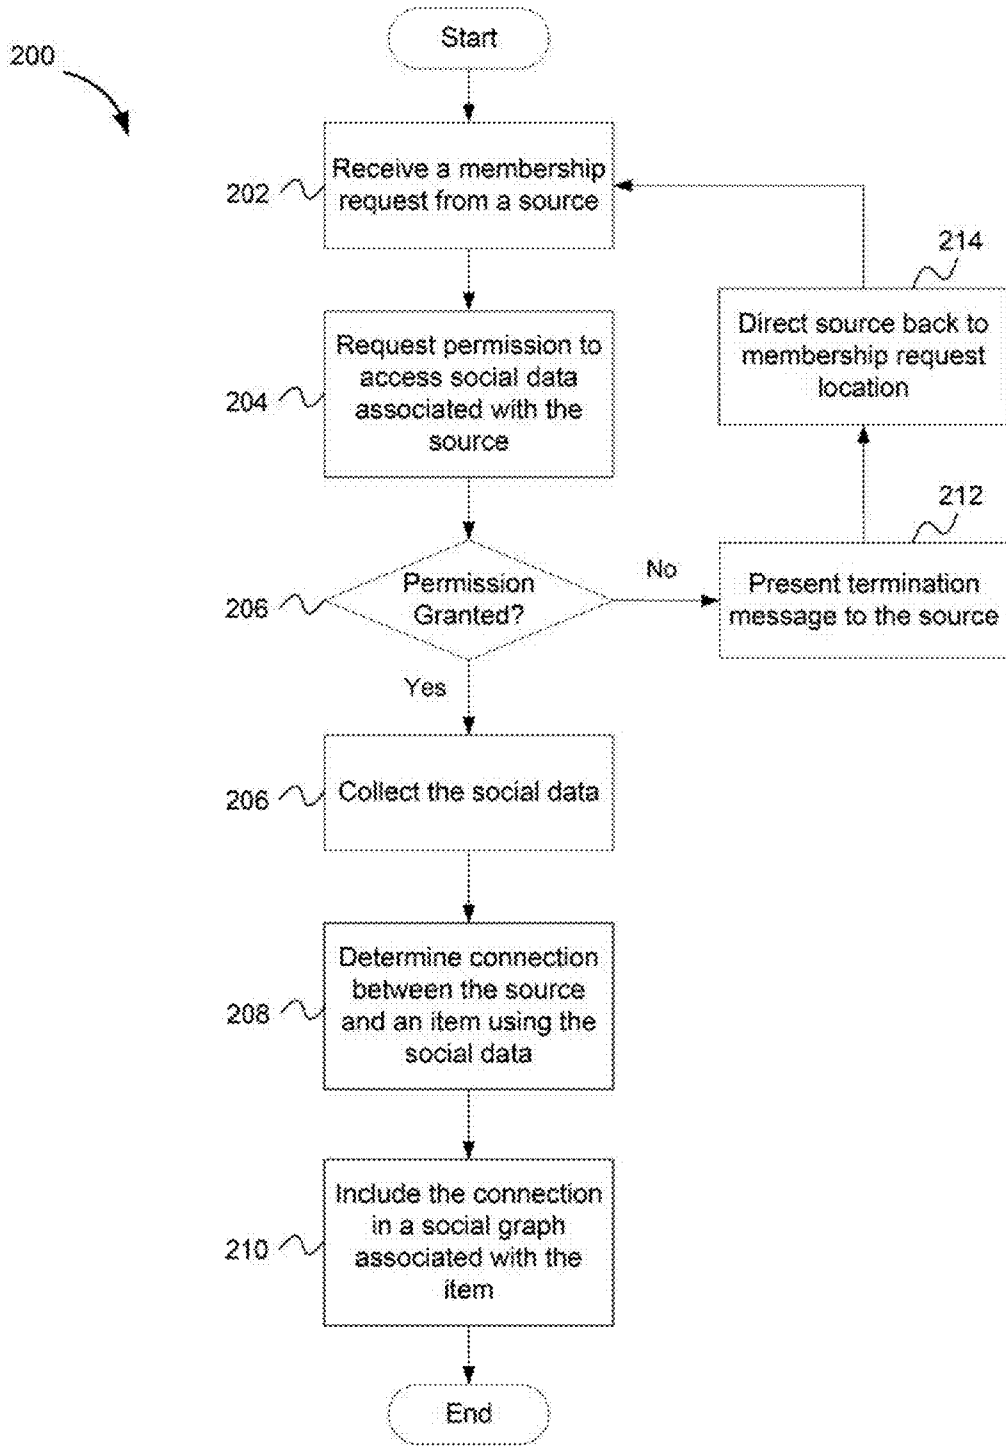 Start
200
Receive a membership
request from a source
202
214
Direct source back to
membership request
location
Request permission to
access social data
associated with the
source
204
212
Permission
Granted?
206
No
Present termination
message to the source
Yes
Collect the social data
206
Determine connection
between the source
and an item using the
social data
208
Include the connection
in a social graph
associated with the
item
210
End